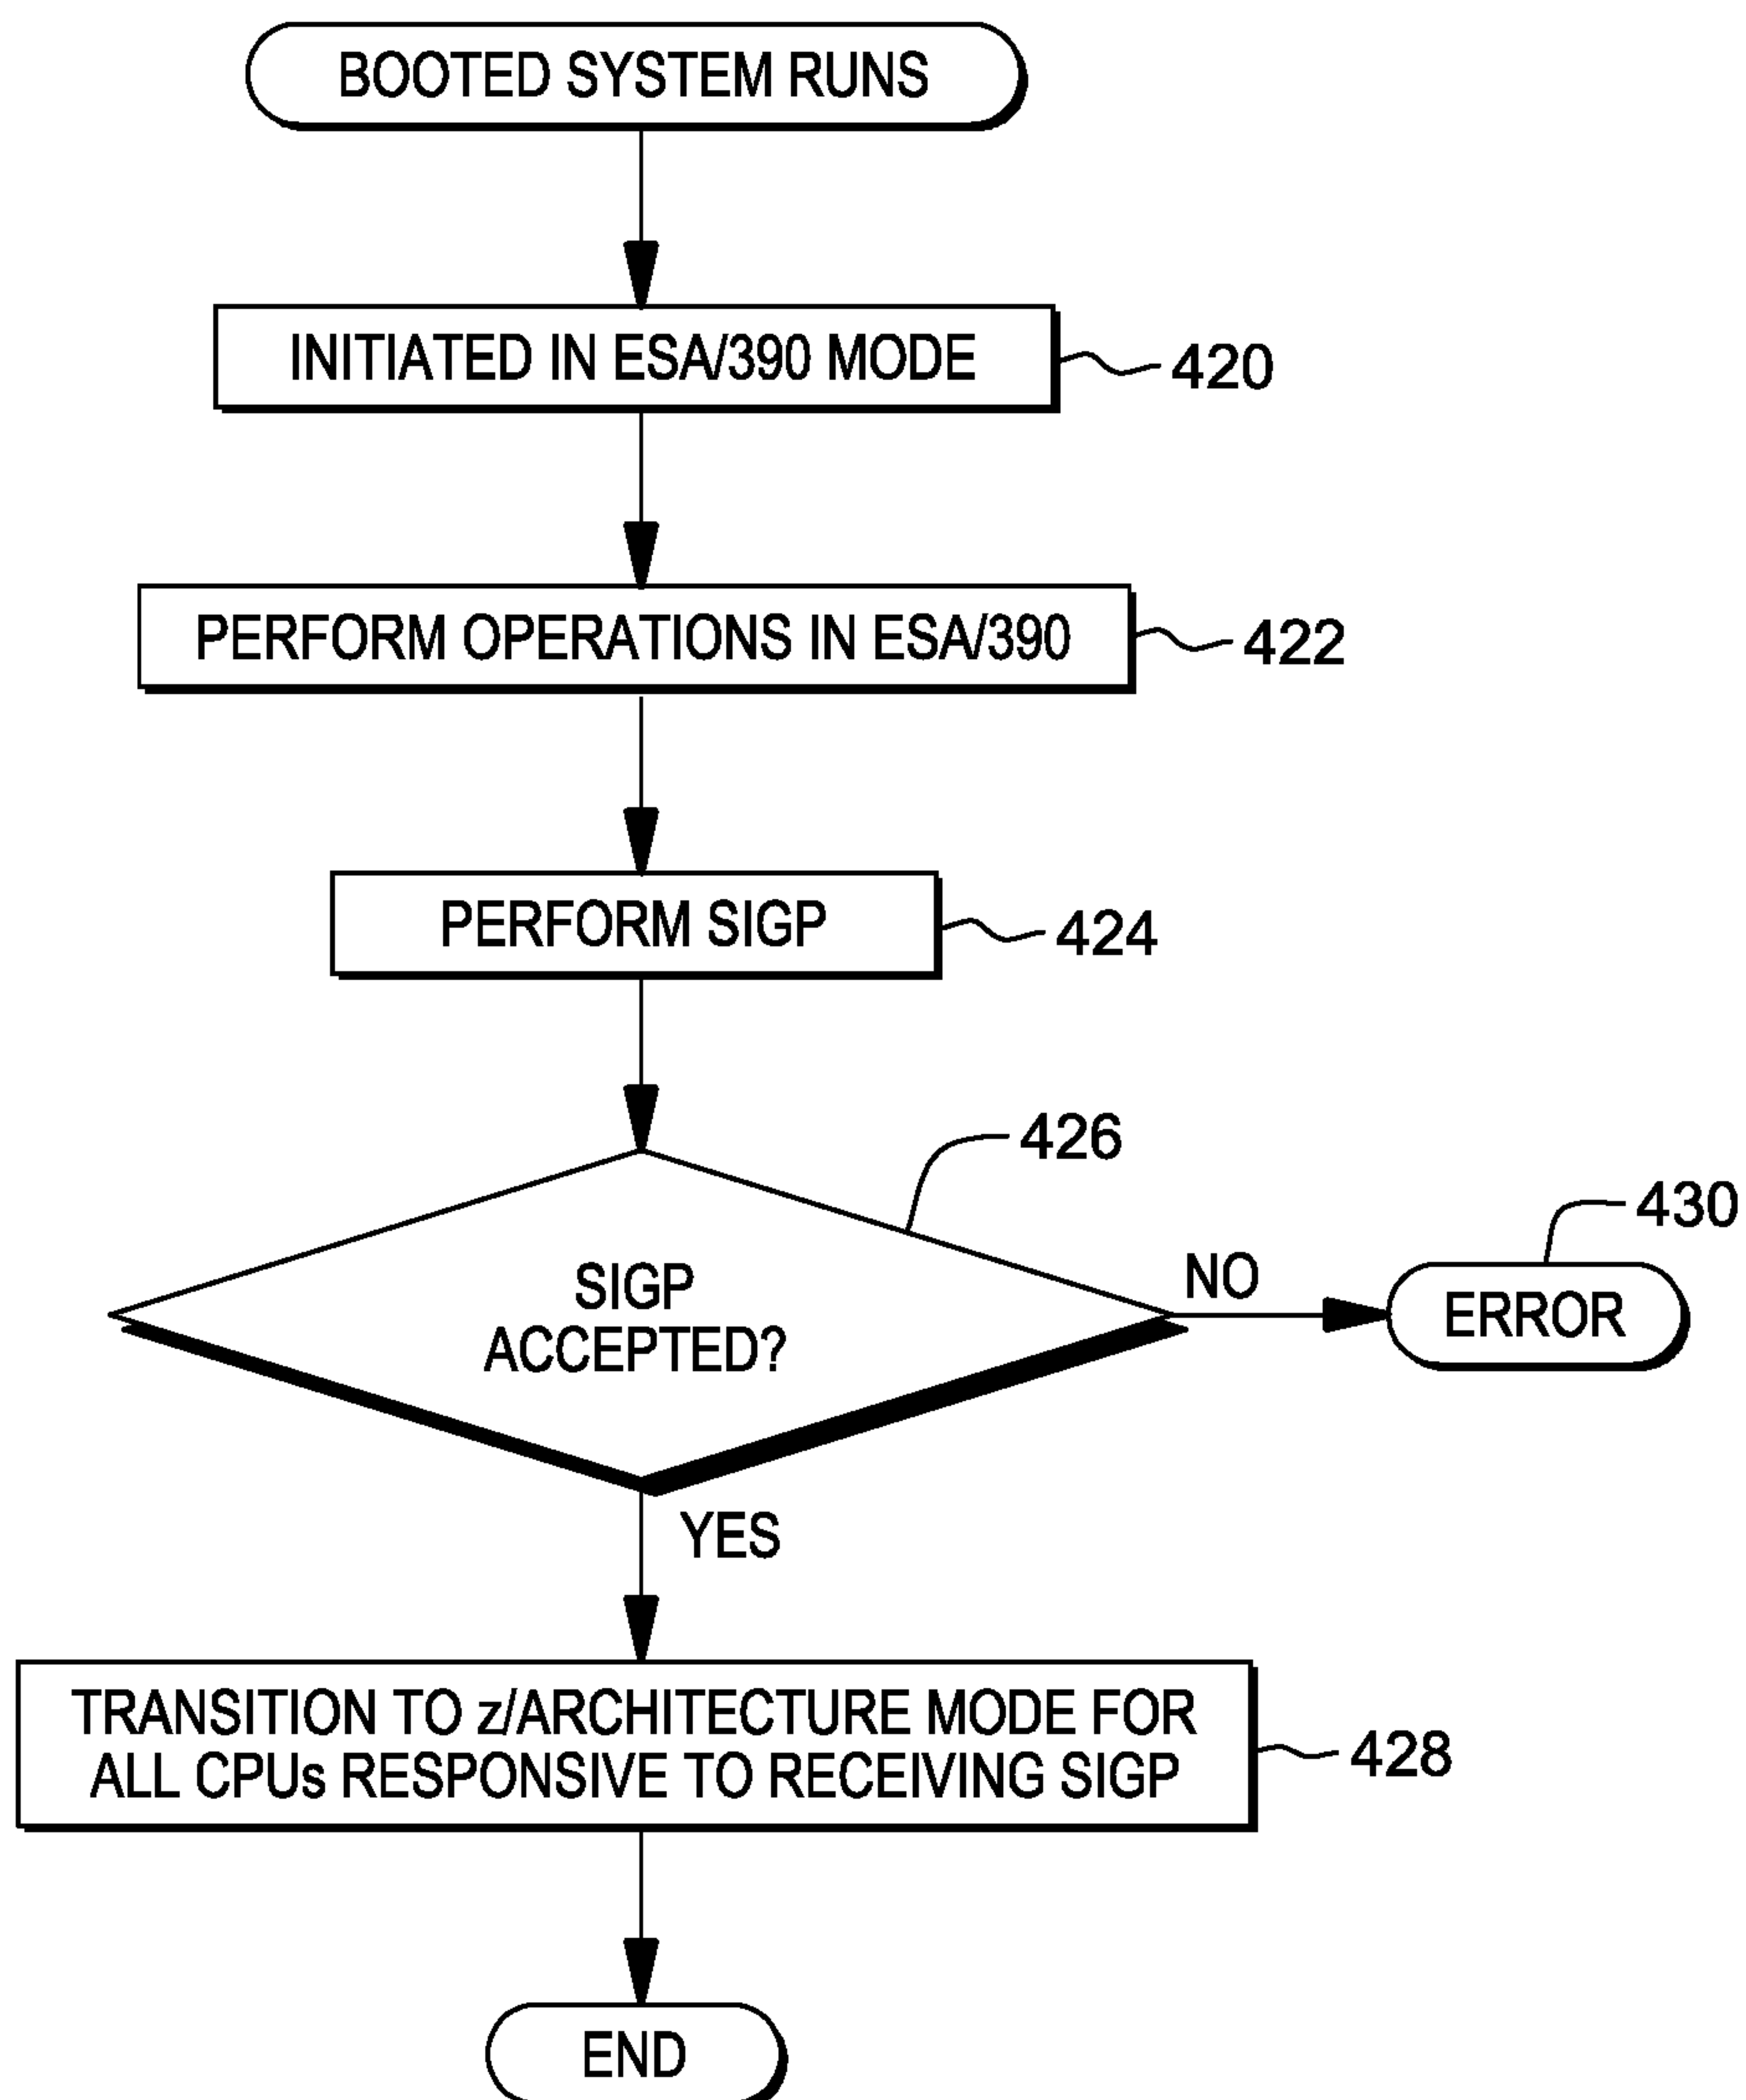 BOOTED SYSTEM RUNS
INITIATED IN ESA/390 MODE
420
PERFORM OPERATIONS IN ESA/390
422
PERFORM SIGP
424
426
SIGP
ACCEPTED?
NO
430
ERROR
YES
TRANSITION TO z/ARCHITECTURE MODE FOR
ALL CPUs RESPONSIVE TO RECEIVING SIGP
428
END